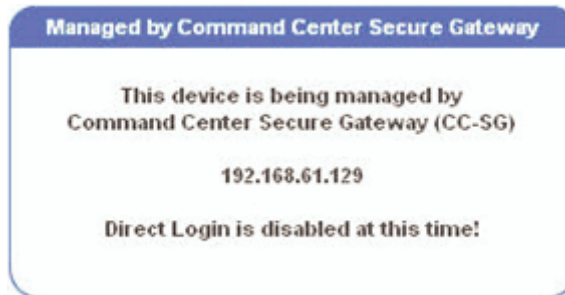 Managed by Command Center Secure Gateway
This device is being managed by
Command Center Secure Gateway (CC-SG)
192.168.61.129
Direct Login is disabled at this time!